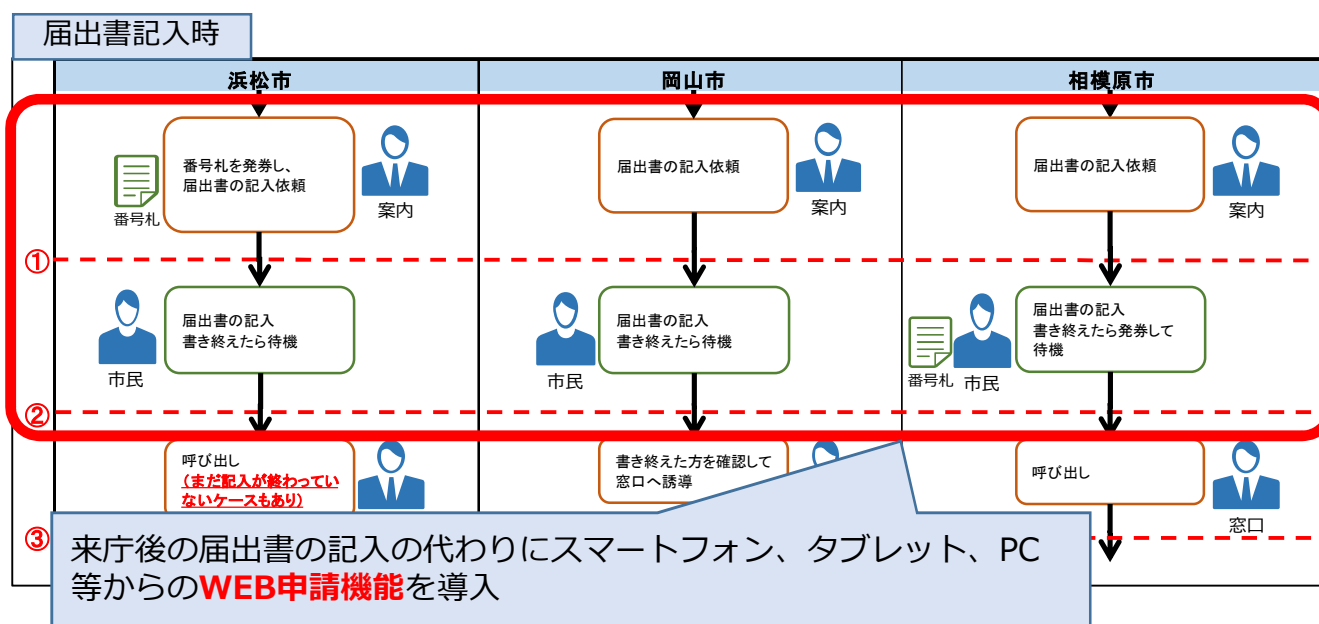 届出書記入時
浜松市
岡山市
相模原市
番号札を発券し、
届出書の記入依頼
番号札
案内
届出書の記入依頼
案内
届出書の記入依頼
案内
①
届出書の記入
書き終えたら待機
市民
届出書の記入
書き終えたら待機
市民
届出書の記入
書き終えたら発券して
待機
番号札
市民
②
呼び出し
(まだ記入が終わってい
ないケースもあり)
書き終えた方を確認して
窓口へ誘導
呼び出し
窓口
③
来庁後の届出書の記入の代わりにスマートフォン、タブレット、PC
等からのWEB申請機能を導入